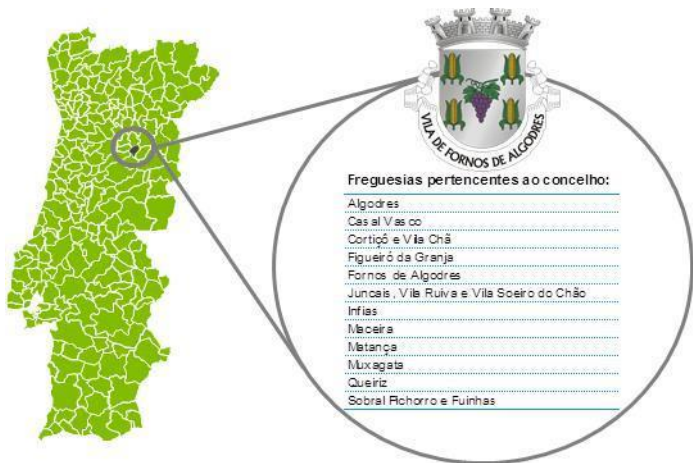 VILA DE FORNOS DE ALGODRES
Freguesias pertencentes ao concelho:
Algodres
Casal Vasco
Cortiçô e Vila Chã
Figueiró da Granja
Fornos de Algodres
Juncais, Vila Ruiva e Vila Soeiro do Chão
Infias
Maceira
Matança
Muxagata
Queiriz
Sobral Pichorro e Fuinhas